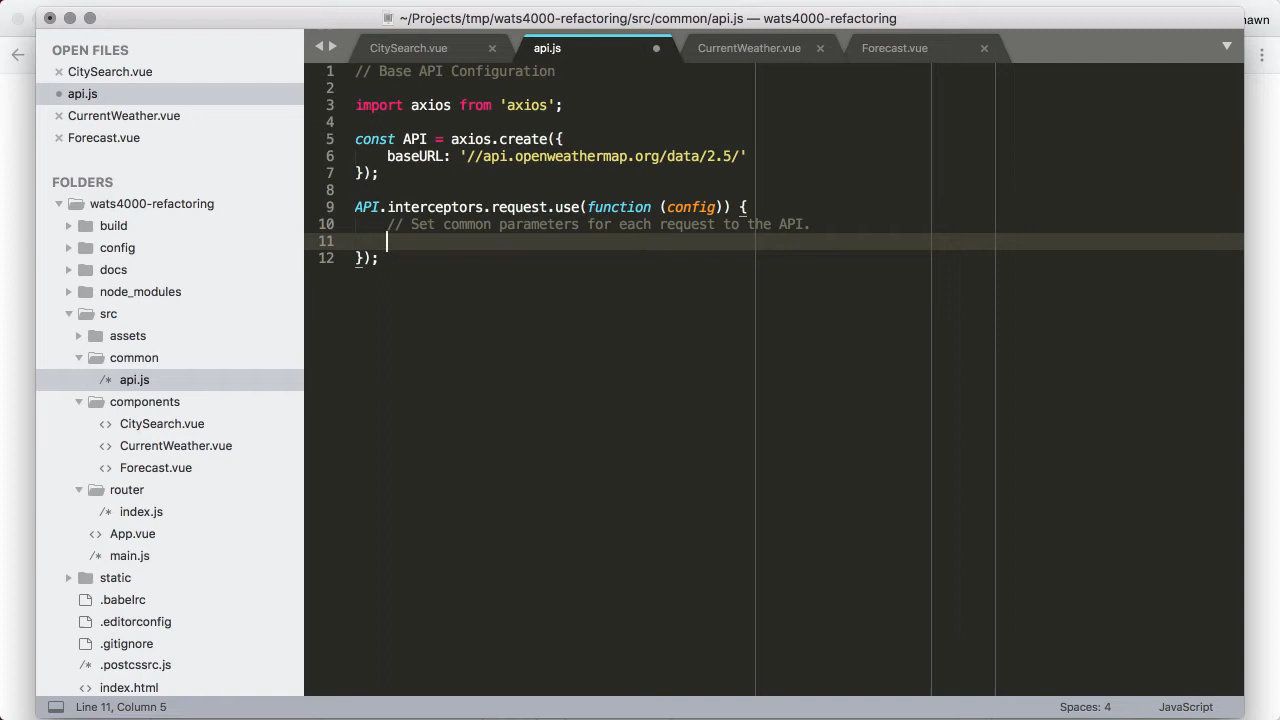 ~/Projects/tmp/wats4000-refactoring/src/common/api.js — wats4000-refactoring
awn
OPEN FILES
CitySearch.vue
api.js
CurrentWeather.vue
Forecast.vue
FOLDERS
wats4000-refactoring
build
config
docs
node_modules
src
assets
common
/* api.js
components
<> CitySearch.vue
<> CurrentWeather.vue
<> Forecast.vue
router
/* index.js
<> App.vue
/* main.js
static
.babelrc
.editorconfig
.gitignore
/* .postcssrc.js
<> index.html
CitySearch.vue
api.js
CurrentWeather.vue
Forecast.vue
1 // Base API Configuration
2
3 import axios from 'axios';
4
5 const API = axios.create({
6 baseURL: '//api.openweathermap.org/data/2.5/'
7 });
8
9 API.interceptors.request.use(function (config)) {
10 // Set common parameters for each request to the API.
11
12 });
Line 11, Column 5
Spaces: 4
JavaScript